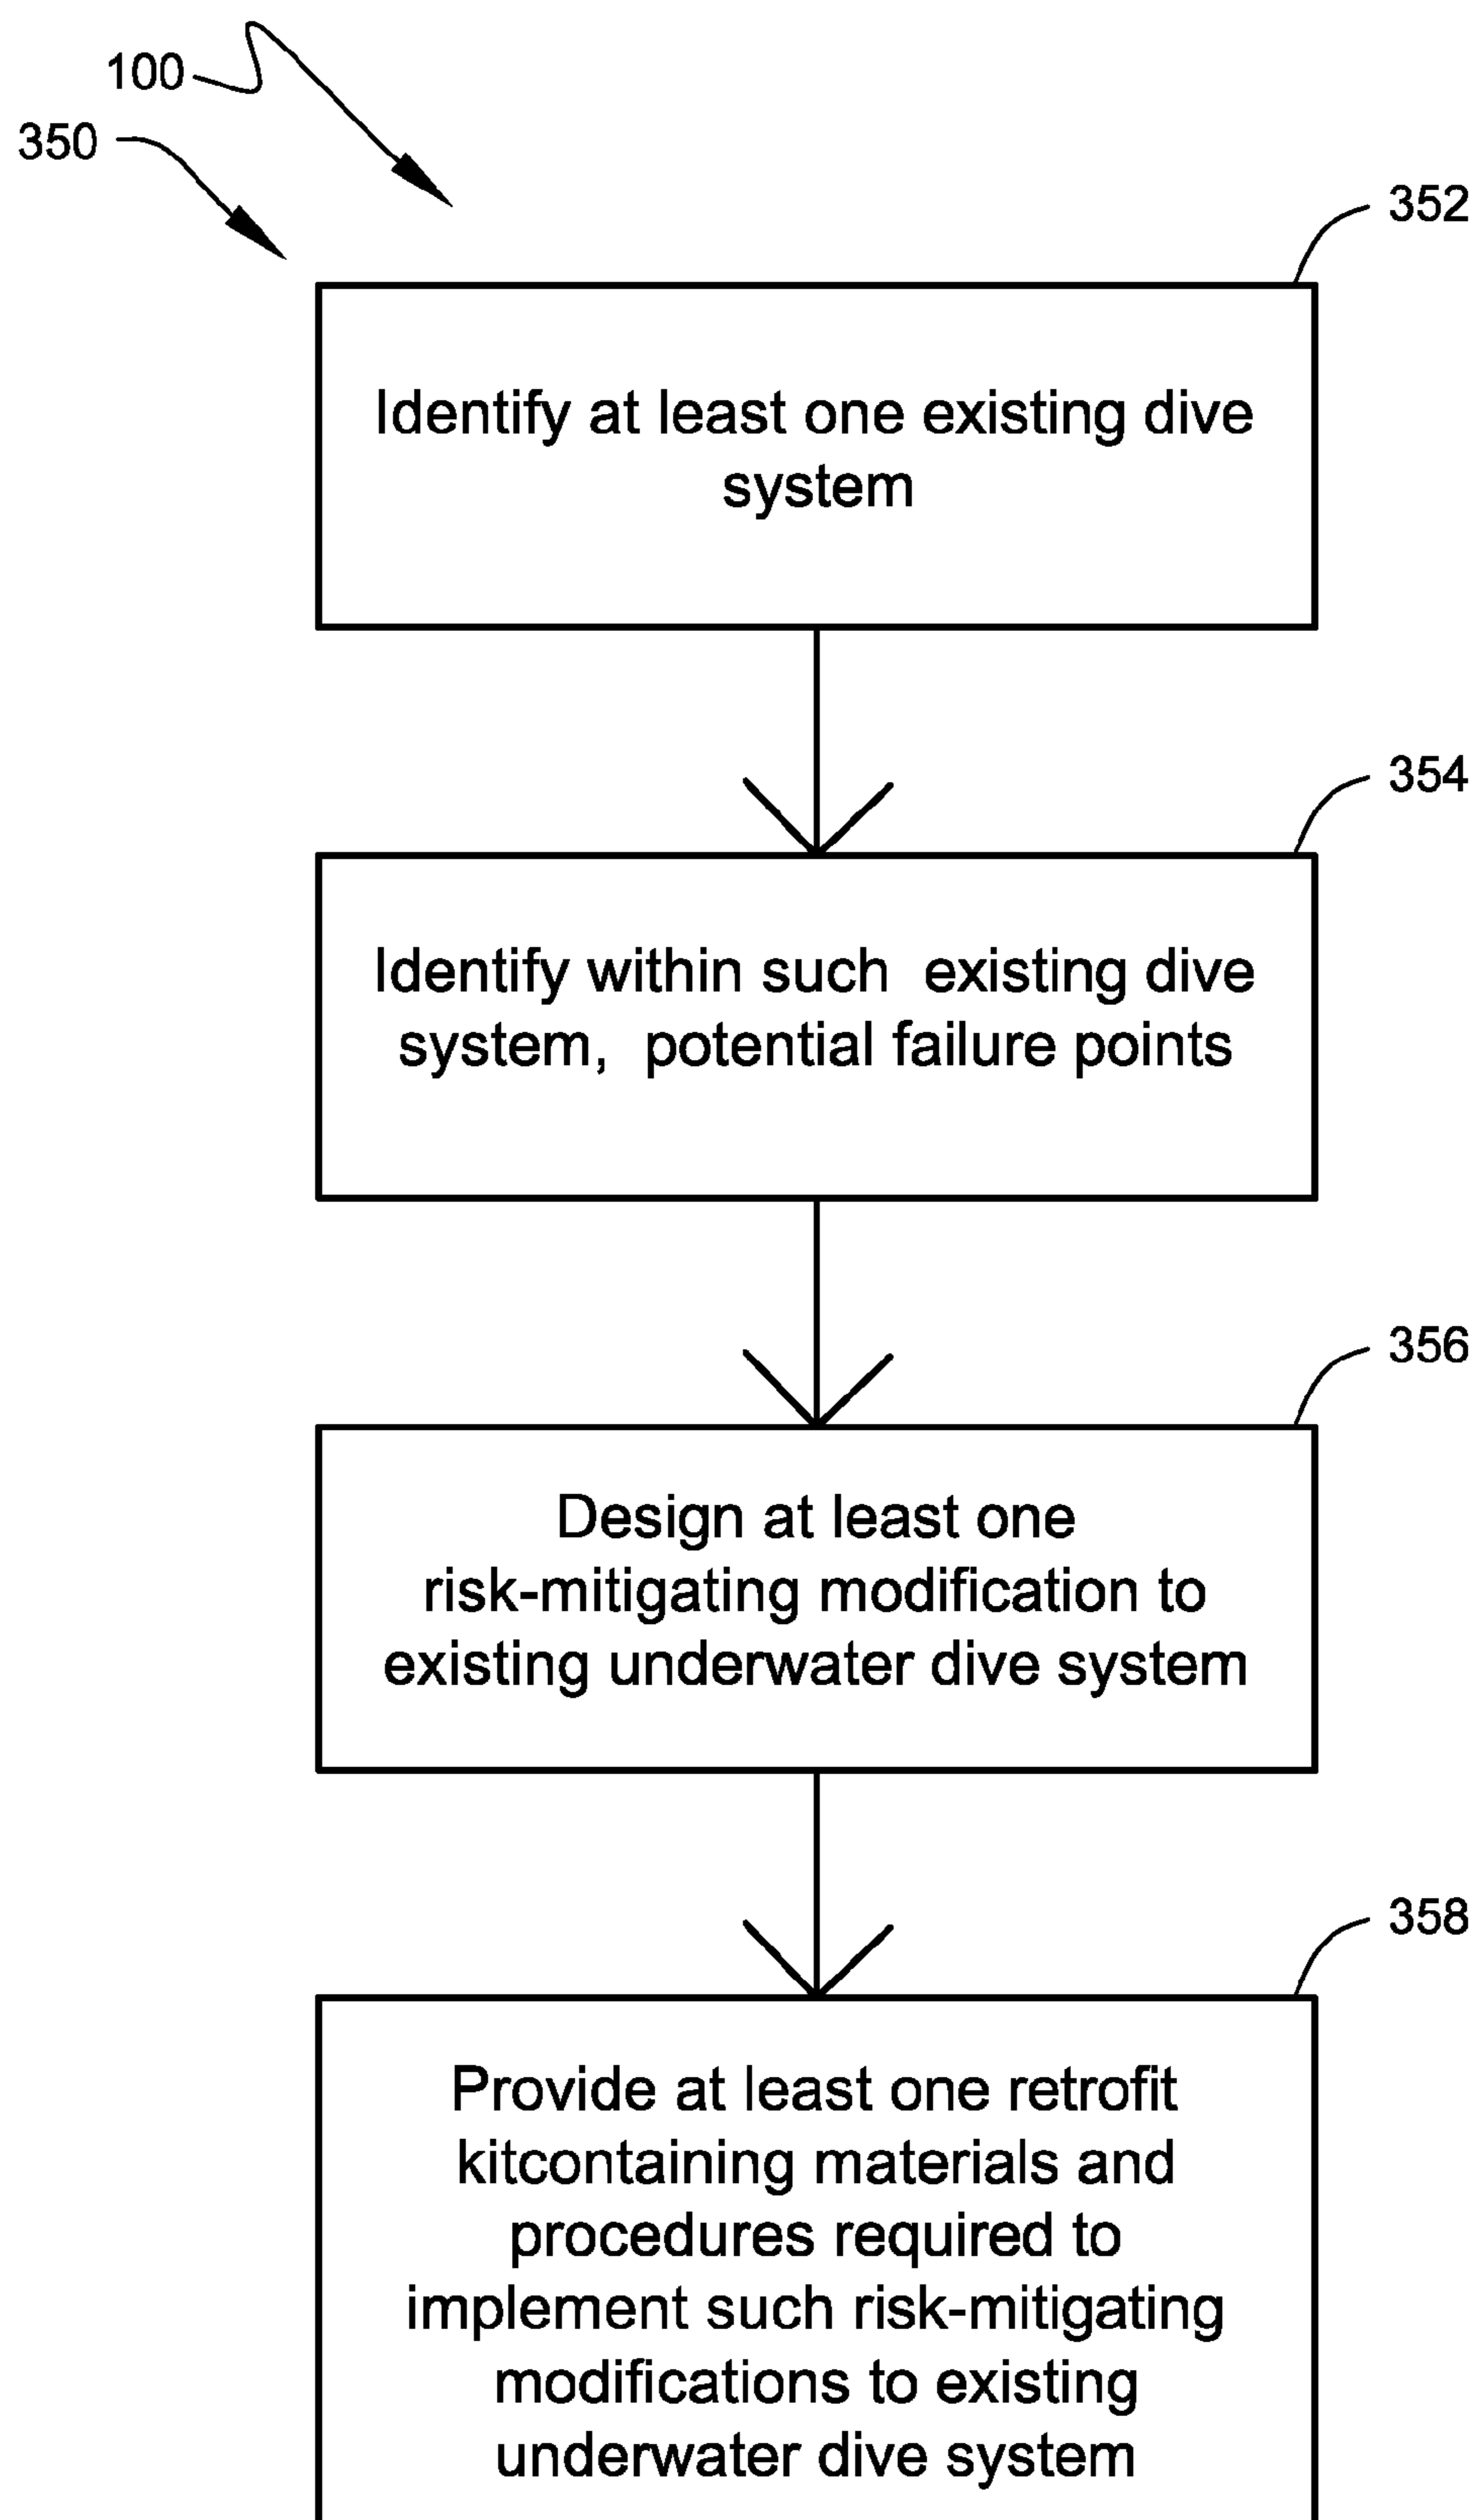 100
350
352
Identify at least one existing dive
system
354
Identify within such existing dive
system, potential failure points
356
Design at least one
risk-mitigating modification to
existing underwater dive system
358
Provide at least one retrofit
kitcontaining materials and
procedures required to
implement such risk-mitigating
modifications to existing
underwater dive system